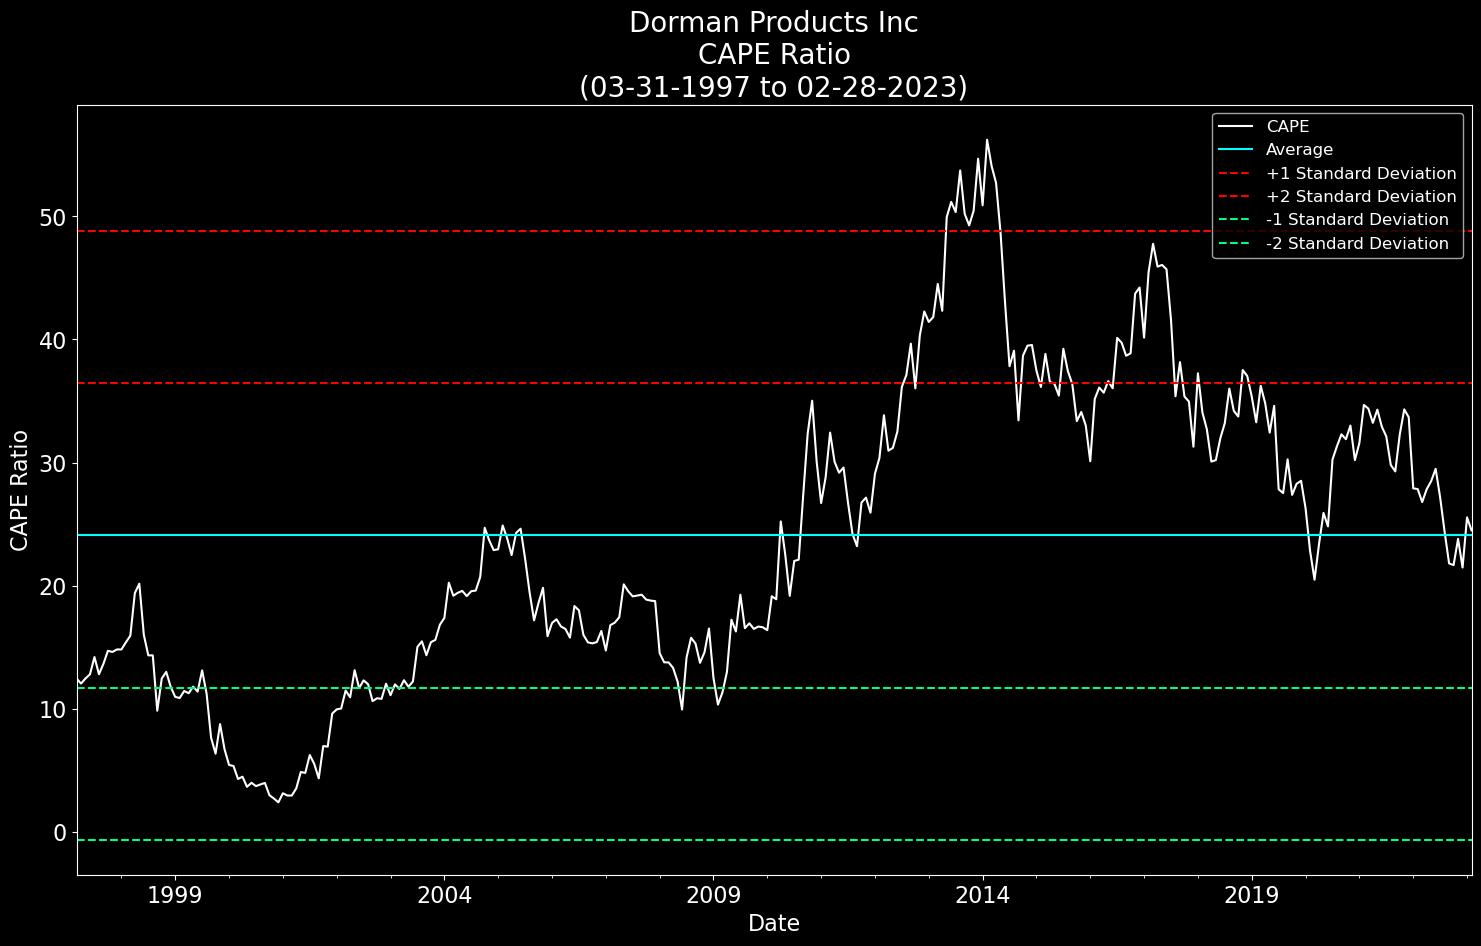 Dorman Products Inc
CAPE Ratio
(03-31-1997 to 02-28-2023)
CAPE
Average
+1 Standard Deviation
+2 Standard Deviation
-1 Standard Deviation
-2 Standard Deviation
CAPE Ratio
50
40
30
20
10
0
1999 2004 2009 2014 2019
Date